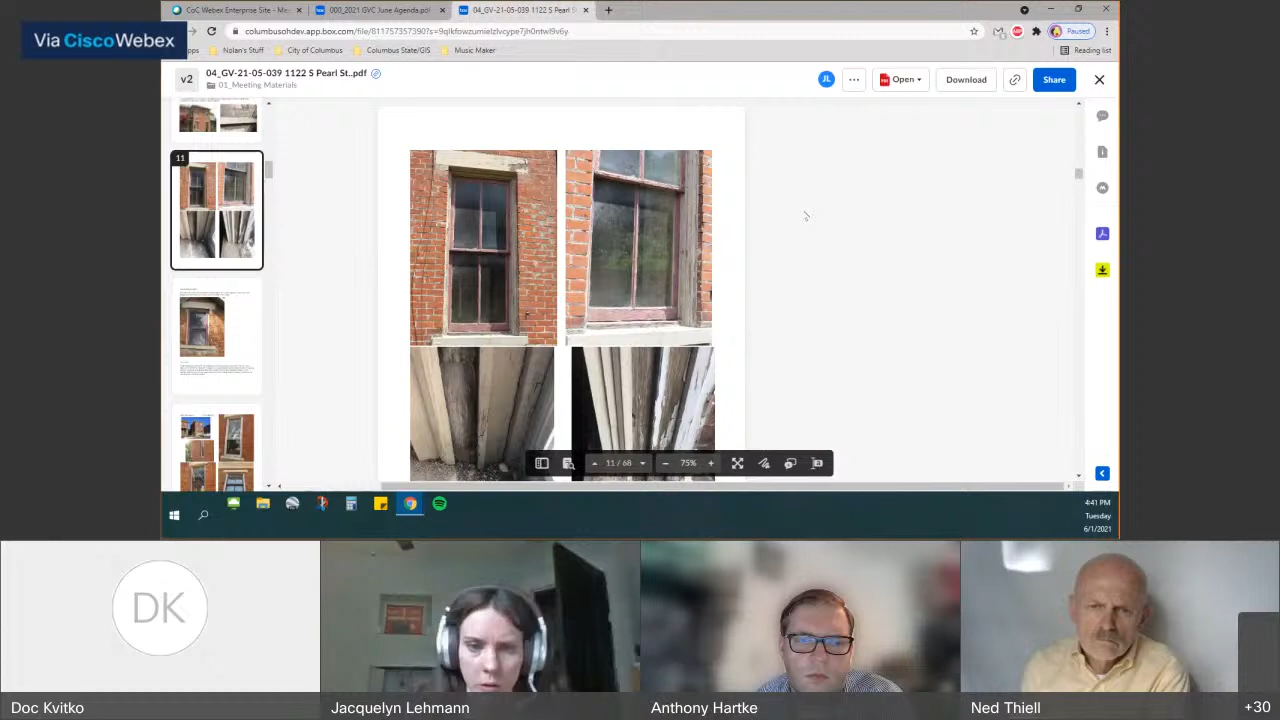 CoC Webex Enterprise Site - Me
000_2021 GVC June Agenda.pdf
04_GV-21-05-039 1122 S Pearl S
Via Cisco Webex
columbusohdev.app.box.com/file/811757357390?s=9qlkfowzumielzlvcype7jh0ntwl9v6y
Paused
Nolan's Stuff
City of Columbus
Columbus State/GIS
Music Maker
Reading list
v2
04_GV-21-05-039 1122 S Pearl St..pdf
01_Meeting Materials
JL
Open
Download
Share
11
11 / 68
75%
4:41 PM
Tuesday
6/1/2021
DK
Doc Kvitko
Jacquelyn Lehmann
Anthony Hartke
Ned Thiell
+30